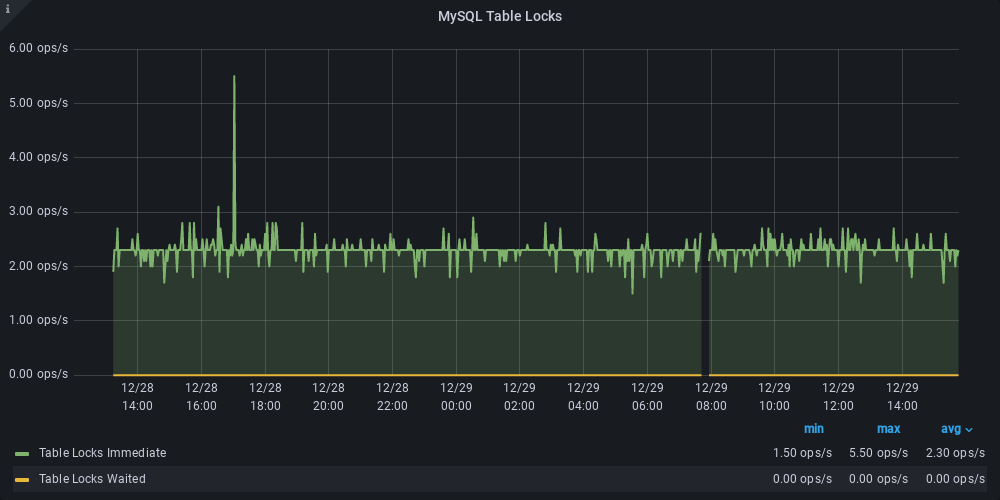 i
MySQL Table Locks
6.00 ops/s
5.00 ops/s
4.00 ops/s
3.00 ops/s
2.00 ops/s
1.00 ops/s
0.00 ops/s
12/28 12/28 12/28 12/28 12/28 12/29 12/29 12/29 12/29 12/29 12/29 12/29 12/29
14:00 16:00 18:00 20:00 22:00 00:00 02:00 04:00 06:00 08:00 10:00 12:00 14:00
min max avg
Table Locks Immediate 1.50 ops/s 5.50 ops/s 2.30 ops/s
Table Locks Waited 0.00 ops/s 0.00 ops/s 0.00 ops/s